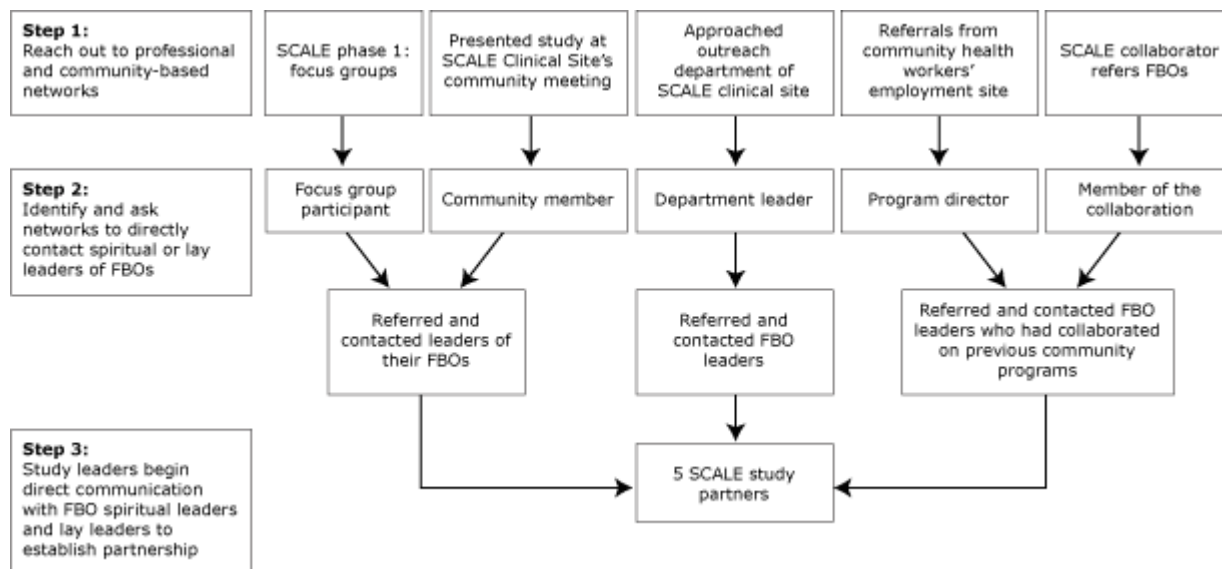 Step 1:
Reach out to professional
and community-based
networks
SCALE phase 1:
focus groups
Presented study at
SCALE Clinical Site's
community meeting
Approached
outreach
department of
SCALE clinical site
Referrals from
community health
workers'
employment site
SCALE collaborator
refers FBOs
Step 2:
Identify and ask
networks to directly
contact spiritual or lay
leaders of FBOs
Focus group
participant
Community member
Department leader
Program director
Member of the
collaboration
Referred and
contacted leaders of
their FBOs
Referred and
contacted FBO
leaders
Referred and contacted FBO
leaders who had collaborated
on previous community
programs
Step 3:
Study leaders begin
direct communication
with FBO spiritual leaders
and lay leaders to
establish partnership
5 SCALE study
partners